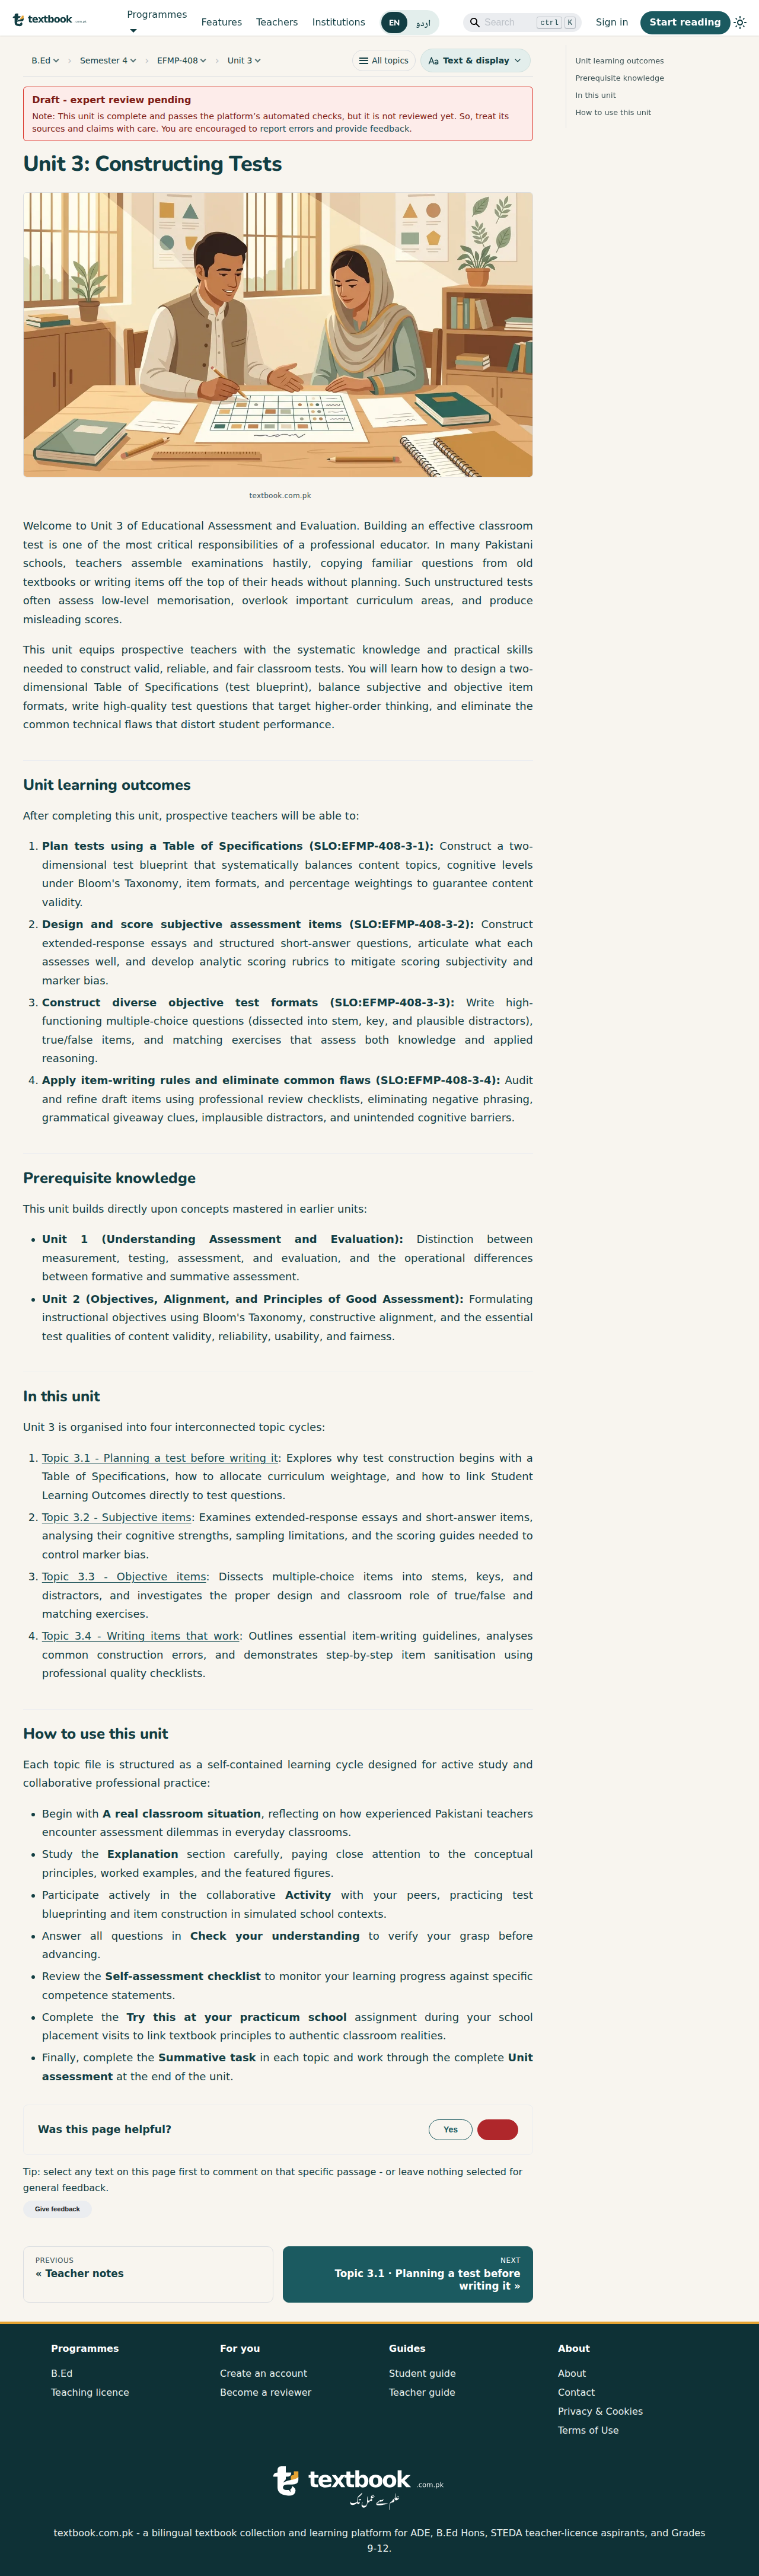 textbook .com.pk
Programmes
Features
Teachers
Institutions
EN
اردو
Search
ctrl K
Sign in
Start reading
B.Ed
Semester 4
EFMP-408
Unit 3
All topics
Aa Text & display
Unit learning outcomes
Prerequisite knowledge
In this unit
How to use this unit
Draft - expert review pending
Note: This unit is complete and passes the platform's automated checks, but it is not reviewed yet. So, treat its
sources and claims with care. You are encouraged to report errors and provide feedback.
Unit 3: Constructing Tests
textbook.com.pk
Welcome to Unit 3 of Educational Assessment and Evaluation. Building an effective classroom
test is one of the most critical responsibilities of a professional educator. In many Pakistani
schools, teachers assemble examinations hastily, copying familiar questions from old
textbooks or writing items off the top of their heads without planning. Such unstructured tests
often assess low-level memorisation, overlook important curriculum areas, and produce
misleading scores.
This unit equips prospective teachers with the systematic knowledge and practical skills
needed to construct valid, reliable, and fair classroom tests. You will learn how to design a two-
dimensional Table of Specifications (test blueprint), balance subjective and objective item
formats, write high-quality test questions that target higher-order thinking, and eliminate the
common technical flaws that distort student performance.
Unit learning outcomes
After completing this unit, prospective teachers will be able to:
1. Plan tests using a Table of Specifications (SLO:EFMP-408-3-1): Construct a two-
dimensional test blueprint that systematically balances content topics, cognitive levels
under Bloom's Taxonomy, item formats, and percentage weightings to guarantee content
validity.
2. Design and score subjective assessment items (SLO:EFMP-408-3-2): Construct
extended-response essays and structured short-answer questions, articulate what each
assesses well, and develop analytic scoring rubrics to mitigate scoring subjectivity and
marker bias.
3. Construct diverse objective test formats (SLO:EFMP-408-3-3): Write high-
functioning multiple-choice questions (dissected into stem, key, and plausible distractors),
true/false items, and matching exercises that assess both knowledge and applied
reasoning.
4. Apply item-writing rules and eliminate common flaws (SLO:EFMP-408-3-4): Audit
and refine draft items using professional review checklists, eliminating negative phrasing,
grammatical giveaway clues, implausible distractors, and unintended cognitive barriers.
Prerequisite knowledge
This unit builds directly upon concepts mastered in earlier units:
• Unit 1 (Understanding Assessment and Evaluation): Distinction between
measurement, testing, assessment, and evaluation, and the operational differences
between formative and summative assessment.
• Unit 2 (Objectives, Alignment, and Principles of Good Assessment): Formulating
instructional objectives using Bloom's Taxonomy, constructive alignment, and the essential
test qualities of content validity, reliability, usability, and fairness.
In this unit
Unit 3 is organised into four interconnected topic cycles:
1. Topic 3.1 - Planning a test before writing it: Explores why test construction begins with a
Table of Specifications, how to allocate curriculum weightage, and how to link Student
Learning Outcomes directly to test questions.
2. Topic 3.2 - Subjective items: Examines extended-response essays and short-answer items,
analysing their cognitive strengths, sampling limitations, and the scoring guides needed to
control marker bias.
3. Topic 3.3 - Objective items: Dissects multiple-choice items into stems, keys, and
distractors, and investigates the proper design and classroom role of true/false and
matching exercises.
4. Topic 3.4 - Writing items that work: Outlines essential item-writing guidelines, analyses
common construction errors, and demonstrates step-by-step item sanitisation using
professional quality checklists.
How to use this unit
Each topic file is structured as a self-contained learning cycle designed for active study and
collaborative professional practice:
• Begin with A real classroom situation, reflecting on how experienced Pakistani teachers
encounter assessment dilemmas in everyday classrooms.
• Study the Explanation section carefully, paying close attention to the conceptual
principles, worked examples, and the featured figures.
• Participate actively in the collaborative Activity with your peers, practicing test
blueprinting and item construction in simulated school contexts.
• Answer all questions in Check your understanding to verify your grasp before
advancing.
• Review the Self-assessment checklist to monitor your learning progress against specific
competence statements.
• Complete the Try this at your practicum school assignment during your school
placement visits to link textbook principles to authentic classroom realities.
• Finally, complete the Summative task in each topic and work through the complete Unit
assessment at the end of the unit.
Was this page helpful?
Yes
Tip: select any text on this page first to comment on that specific passage - or leave nothing selected for
general feedback.
Give feedback
PREVIOUS
« Teacher notes
NEXT
Topic 3.1 · Planning a test before
writing it »
Programmes
B.Ed
Teaching licence
For you
Create an account
Become a reviewer
Guides
Student guide
Teacher guide
About
About
Contact
Privacy & Cookies
Terms of Use
textbook .com.pk
علم سے عمل تک
textbook.com.pk - a bilingual textbook collection and learning platform for ADE, B.Ed Hons, STEDA teacher-licence aspirants, and Grades
9-12.